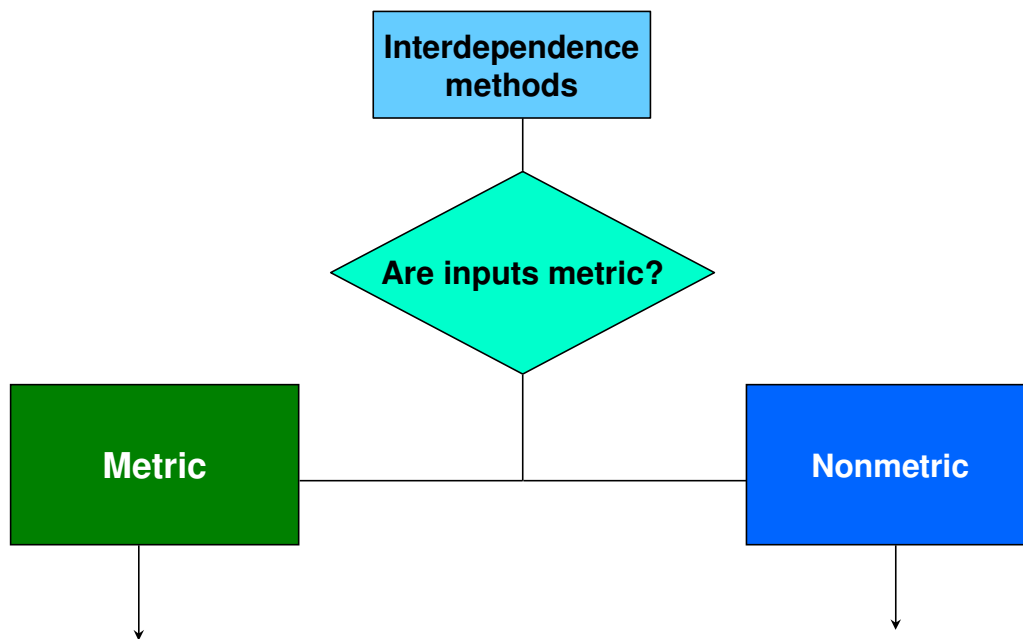 Interdependence
methods
Are inputs metric?
Metric
Nonmetric